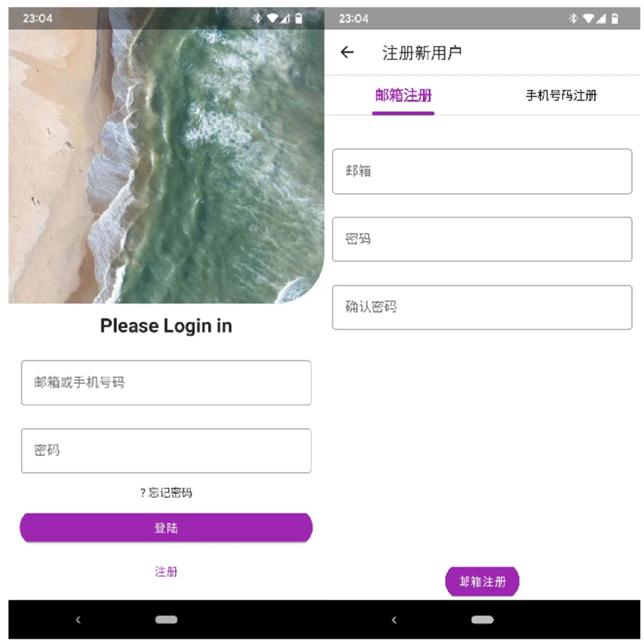 23:04
Please Login in
邮箱或手机号码
密码
? 忘记密码
登陆
注册
23:04
注册新用户
邮箱注册
手机号码注册
邮箱
密码
确认密码
邮箱注册